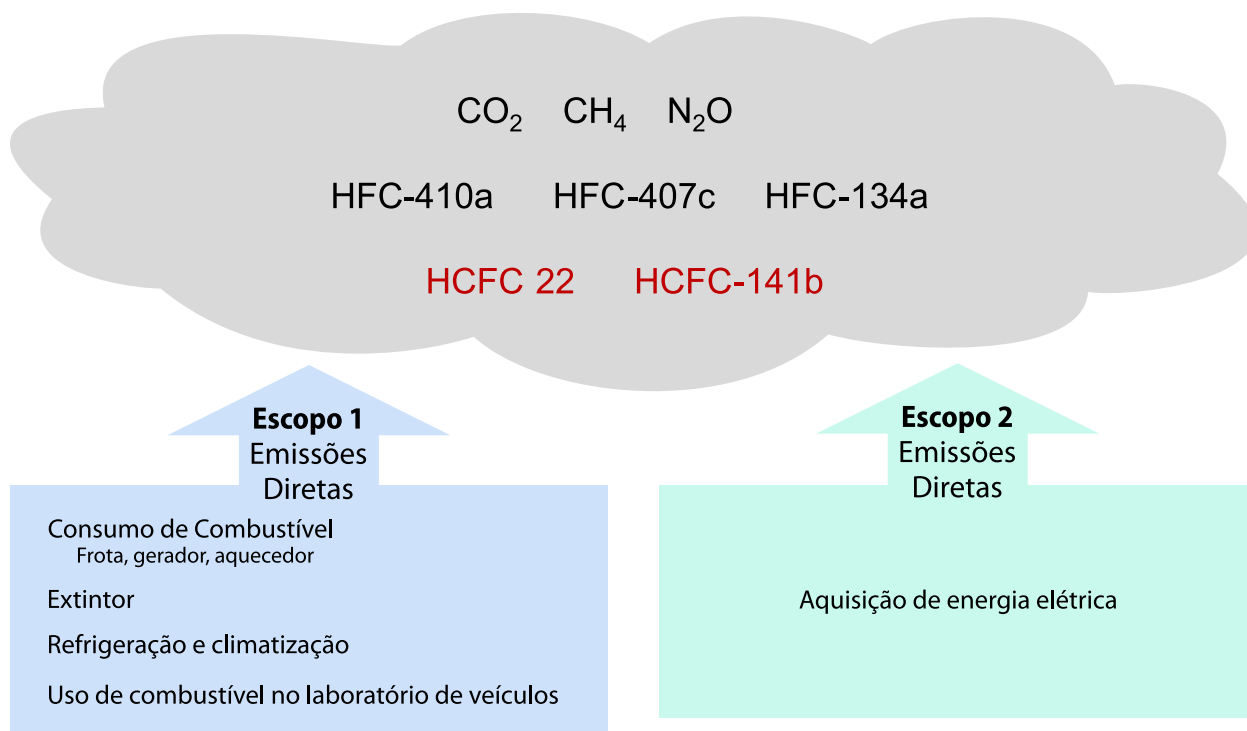 CO₂ CH₄ N₂O
HFC-410a HFC-407c HFC-134a
HCFC 22 HCFC-141b
Escopo 1
Emissões
Diretas
Consumo de Combustível
Frota, gerador, aquecedor
Extintor
Refrigeração e climatização
Uso de combustível no laboratório de veículos
Escopo 2
Emissões
Diretas
Aquisição de energia elétrica